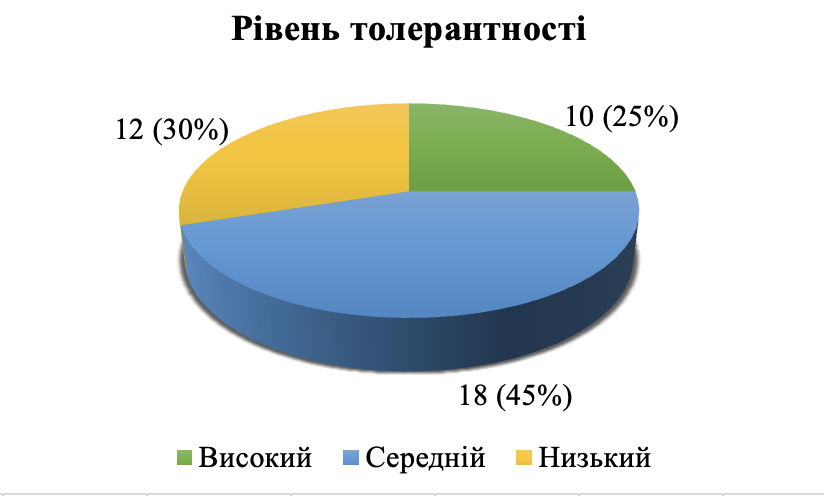 Рівень толерантності
12 (30%)
10 (25%)
18 (45%)
Високий
Середній
Низький